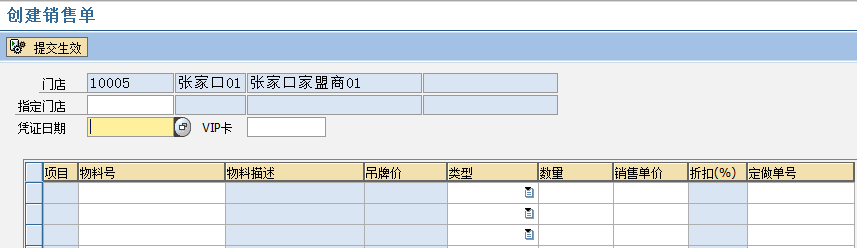 创建销售单
提交生效
门店 10005 张家口01 张家口家盟商01
指定门店
凭证日期 VIP卡
项目 物料号 物料描述 吊牌价 类型 数量 销售单价 折扣(%) 定做单号